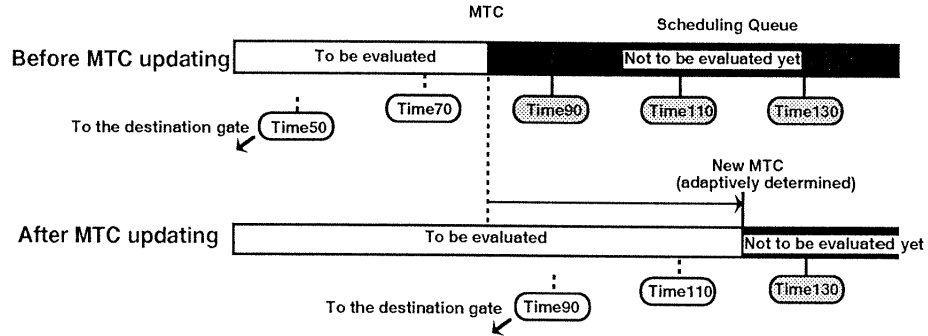 MTC
Scheduling Queue
Before MTC updating
To be evaluated
Not to be evaluated yet
Time50
Time70
Time90
Time110
Time130
To the destination gate
New MTC
(adaptively determined)
After MTC updating
To be evaluated
Not to be evaluated yet
Time90
Time110
Time130
To the destination gate